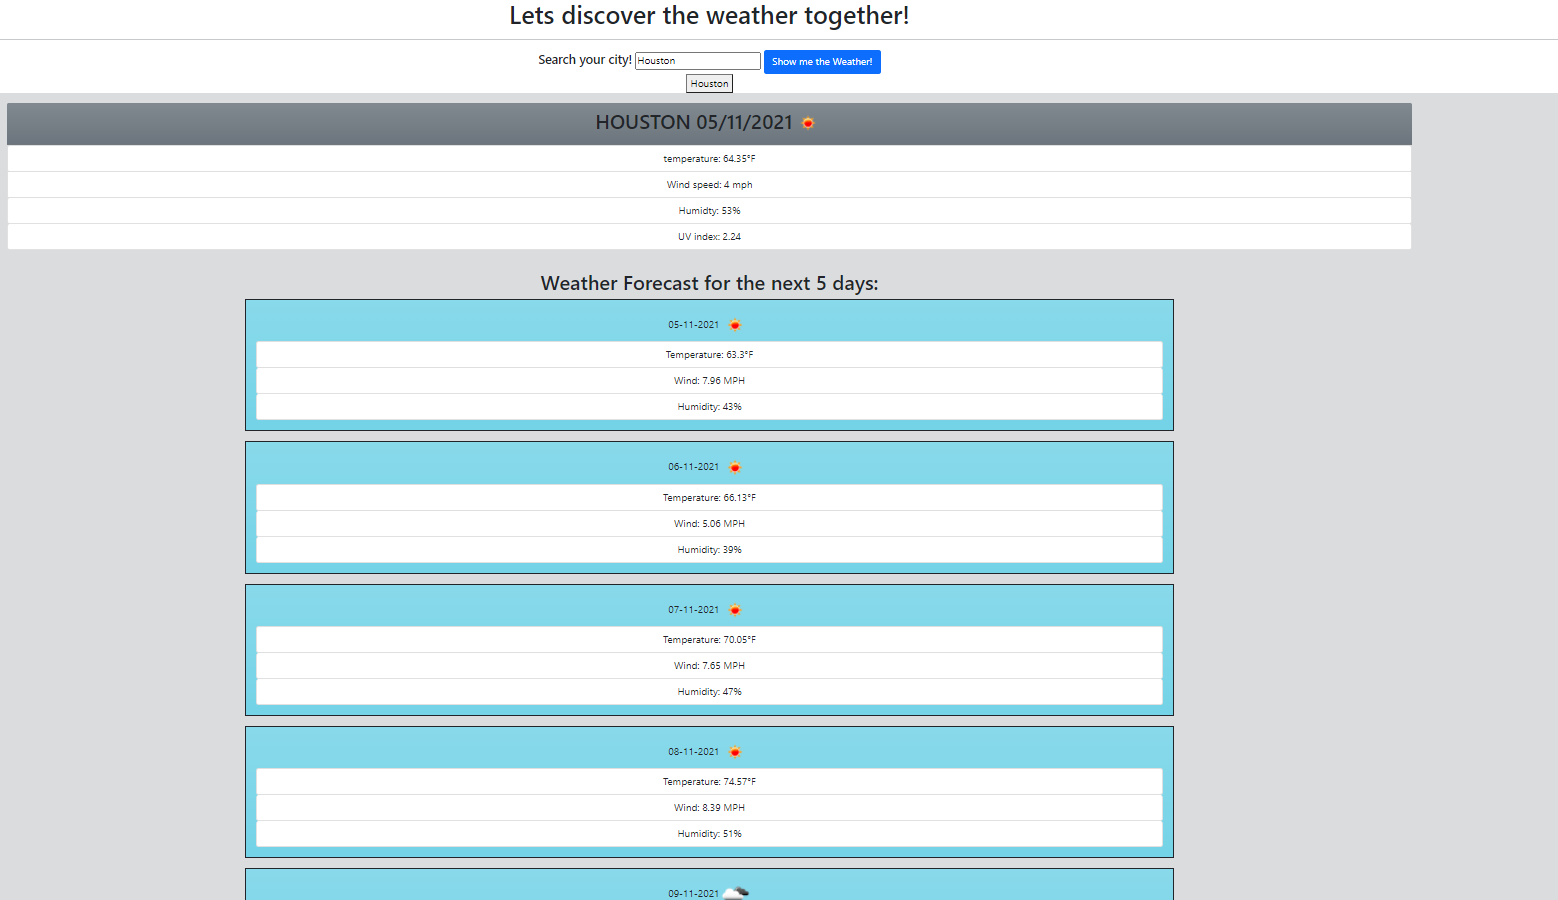 Lets discover the weather together!
Search your city! Houston Show me the Weather!
Houston
HOUSTON 05/11/2021
temperature: 64.35°F
Wind speed: 4 mph
Humidty: 53%
UV index: 2.24
Weather Forecast for the next 5 days:
05-11-2021
Temperature: 63.3°F
Wind: 7.96 MPH
Humidity: 43%
06-11-2021
Temperature: 66.13°F
Wind: 5.06 MPH
Humidity: 39%
07-11-2021
Temperature: 70.05°F
Wind: 7.65 MPH
Humidity: 47%
08-11-2021
Temperature: 74.57°F
Wind: 8.39 MPH
Humidity: 51%
09-11-2021